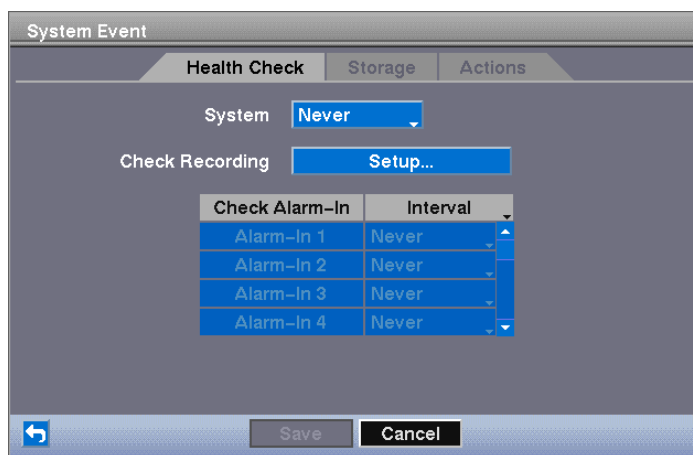 System Event
Health Check Storage Actions
System Never
Check Recording Setup...
Check Alarm-In Interval
Alarm-In 1 Never
Alarm-In 2 Never
Alarm-In 3 Never
Alarm-In 4 Never
Save Cancel